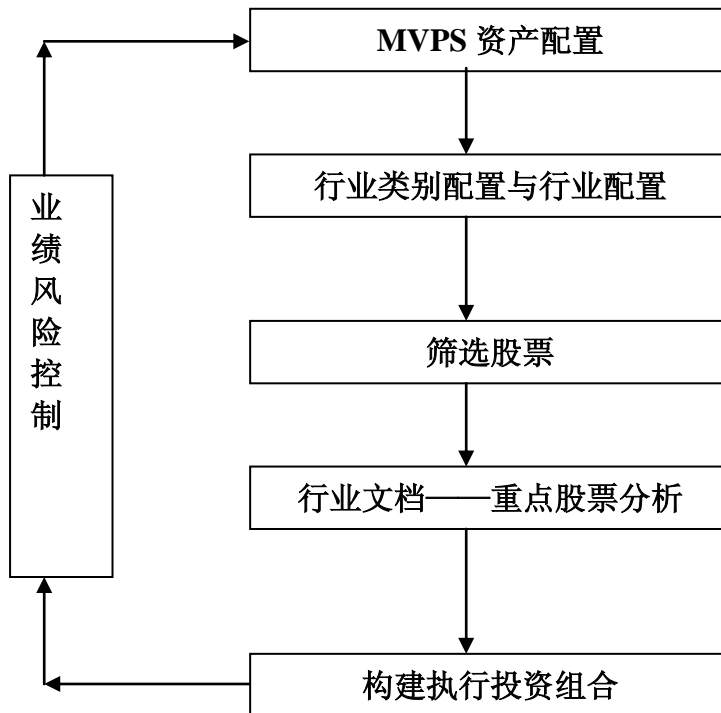 MVPS 资产配置
行业类别配置与行业配置
筛选股票
行业文档——重点股票分析
构建执行投资组合
业绩风险控制